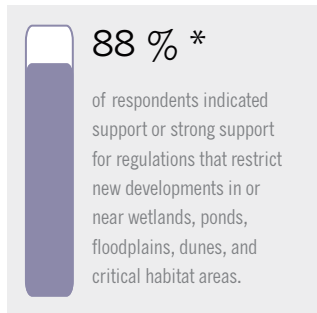 88 % *
of respondents indicated
support or strong support
for regulations that restrict
new developments in or
near wetlands, ponds,
floodplains, dunes, and
critical habitat areas.